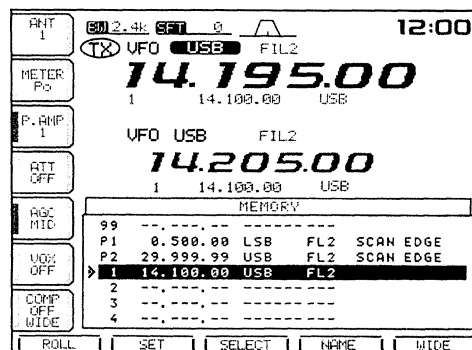 ANT
1
BW 2.4k SFT 0
12:00
TX VFO USB FIL2
14.195.00
1 14.100.00 USB
METER
Po
P.AMP
1
VFO USB FIL2
14.205.00
1 14.100.00 USB
ATT
OFF
AGC
MID
VOX
OFF
COMP
OFF
WIDE
MEMORY
99 --.---.-- ---------
P1 0.500.00 LSB FL2 SCAN EDGE
P2 29.999.99 USB FL2 SCAN EDGE
» 1 14.100.00 USB FL2
2 --.---.-- ---------
3 --.---.-- ---------
4 --.---.-- ---------
ROLL SET SELECT NAME WIDE